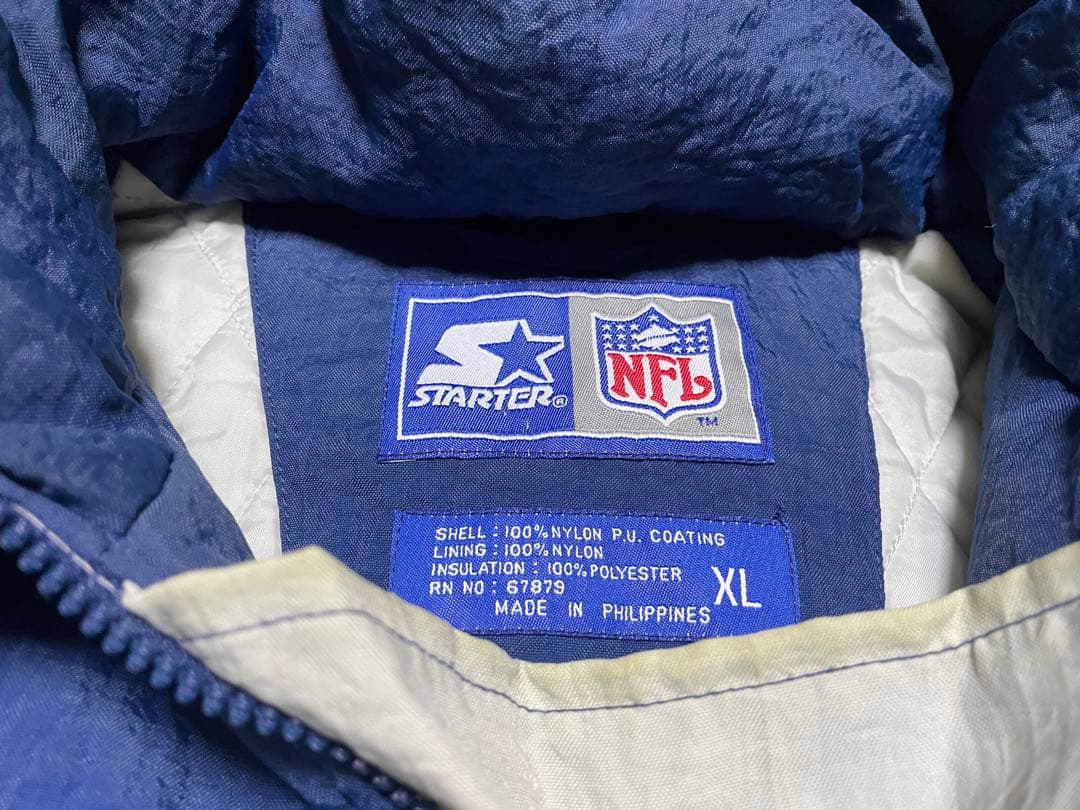 STARTER®
NFL
TM
SHELL : 100% NYLON P.U. COATING
LINING : 100% NYLON
INSULATION : 100% POLYESTER
RN NO : 67879
XL
MADE IN PHILIPPINES